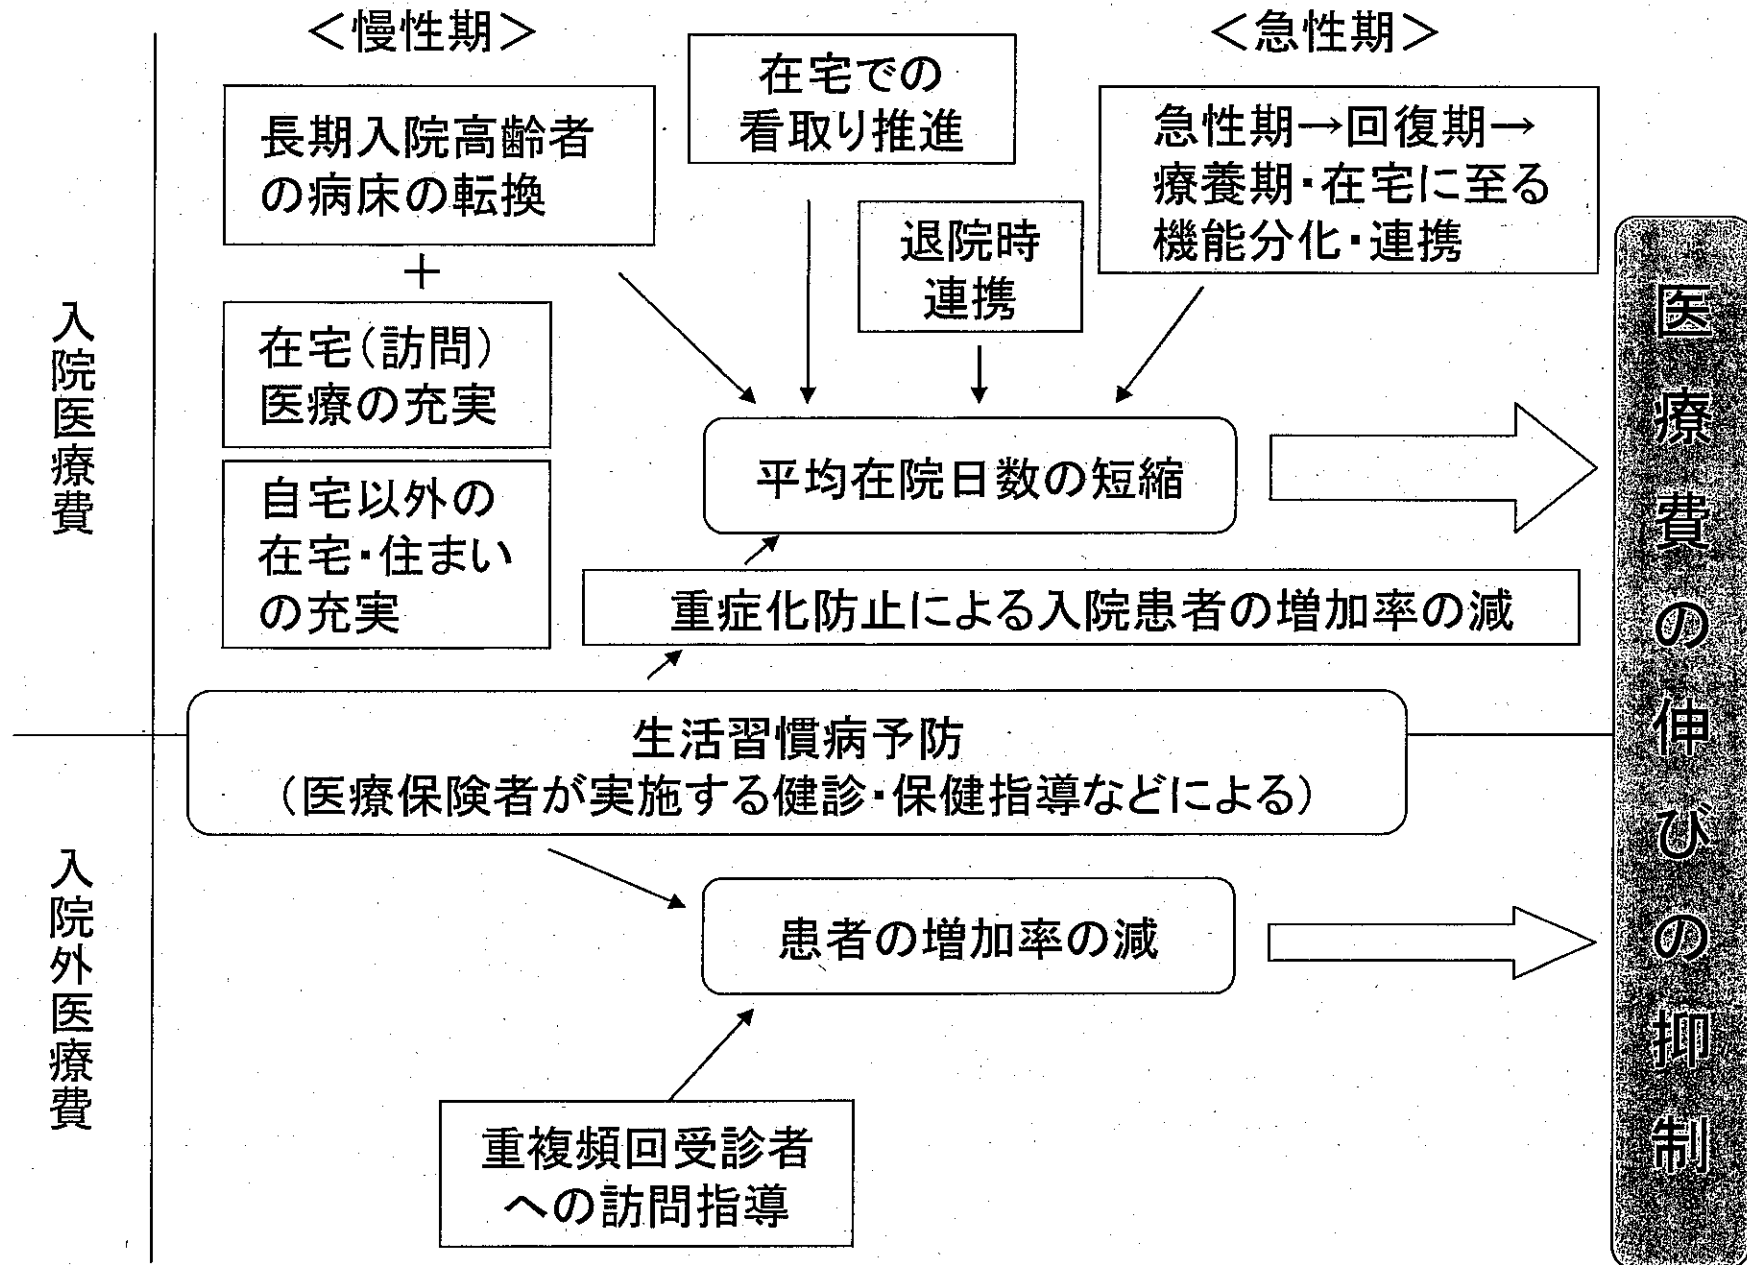 ＜慢性期＞
＜急性期＞
在宅での
看取り推進
長期入院高齢者
の病床の転換
急性期→回復期→
療養期・在宅に至る
機能分化・連携
退院時
連携
＋
在宅（訪問）
医療の充実
自宅以外の
在宅・住まい
の充実
入院医療費
平均在院日数の短縮
重症化防止による入院患者の増加率の減
生活習慣病予防
（医療保険者が実施する健診・保健指導などによる）
入院外医療費
患者の増加率の減
重複頻回受診者
への訪問指導
医療費の伸びの抑制